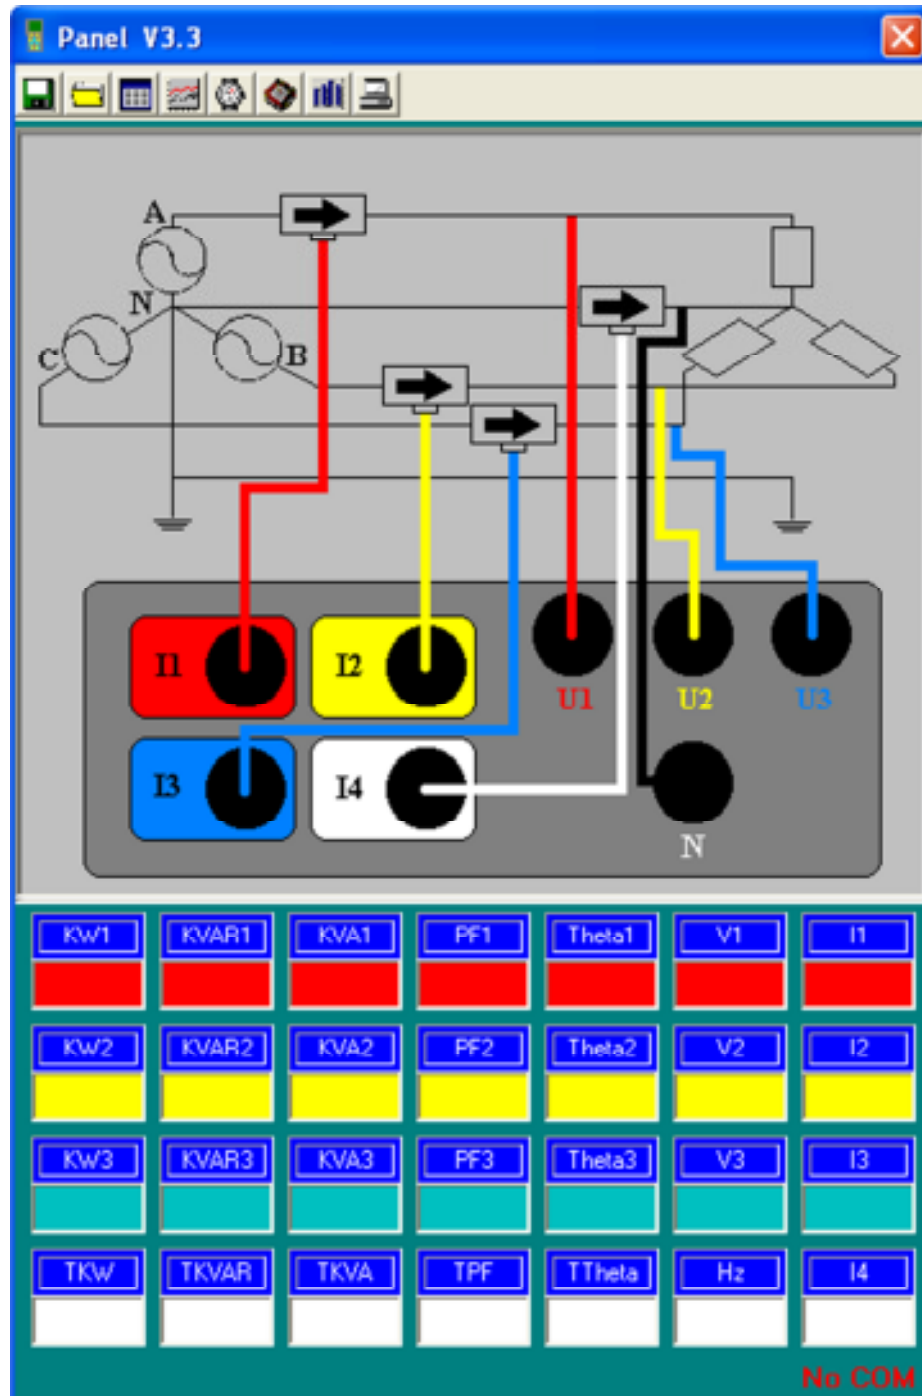 Panel V3.3
A
N
C
B
I1 I2 U1 U2 U3
I3 I4 N
KW1 KVAR1 KVA1 PF1 Theta1 V1 I1
KW2 KVAR2 KVA2 PF2 Theta2 V2 I2
KW3 KVAR3 KVA3 PF3 Theta3 V3 I3
TKW TKVAR TKVA TPF TTheta Hz I4
No COM